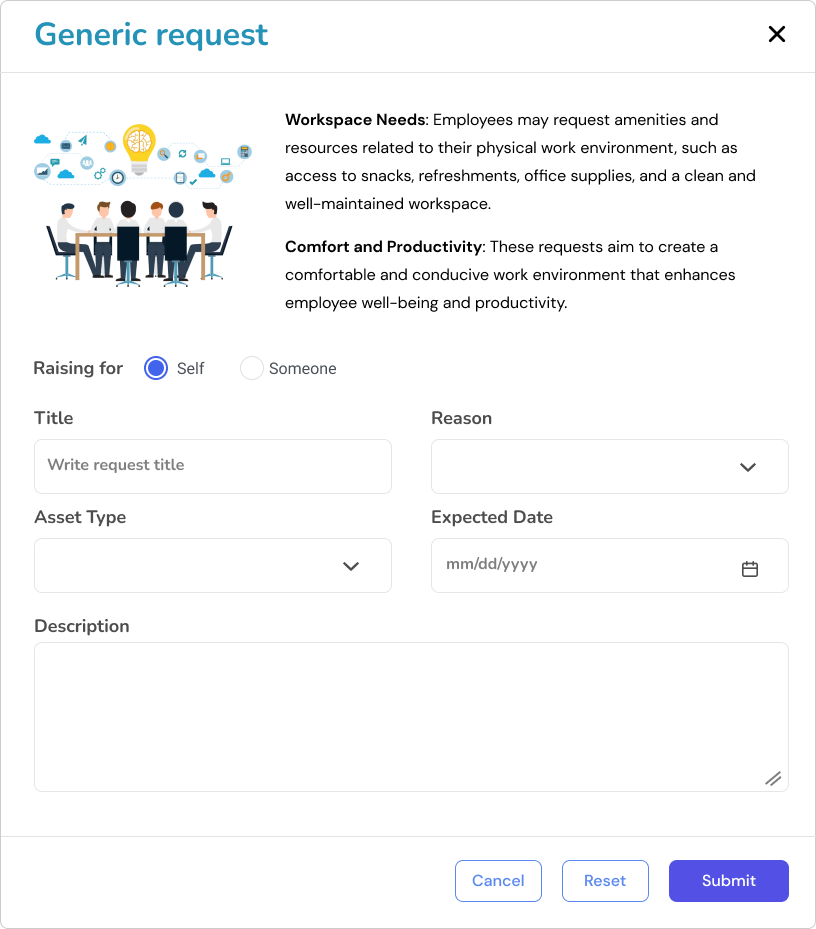 Generic request
Workspace Needs: Employees may request amenities and
resources related to their physical work environment, such as
access to snacks, refreshments, office supplies, and a clean and
well-maintained workspace.
Comfort and Productivity: These requests aim to create a
comfortable and conducive work environment that enhances
employee well-being and productivity.
Raising for Self Someone
Title Reason
Write request title
Asset Type Expected Date
mm/dd/yyyy
Description
Cancel Reset Submit